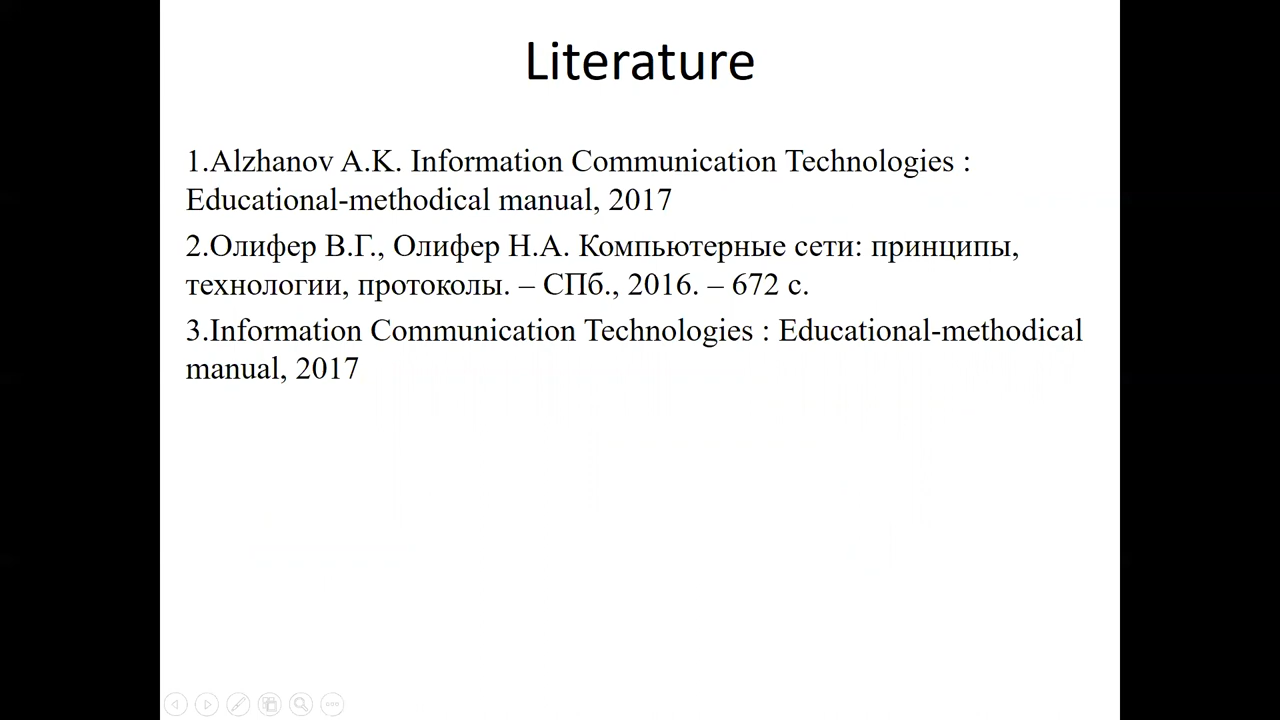 Literature
1.Alzhanov A.K. Information Communication Technologies :
Educational-methodical manual, 2017
2.Олифер В.Г., Олифер Н.А. Компьютерные сети: принципы,
технологии, протоколы. – СПб., 2016. – 672 с.
3.Information Communication Technologies : Educational-methodical
manual, 2017